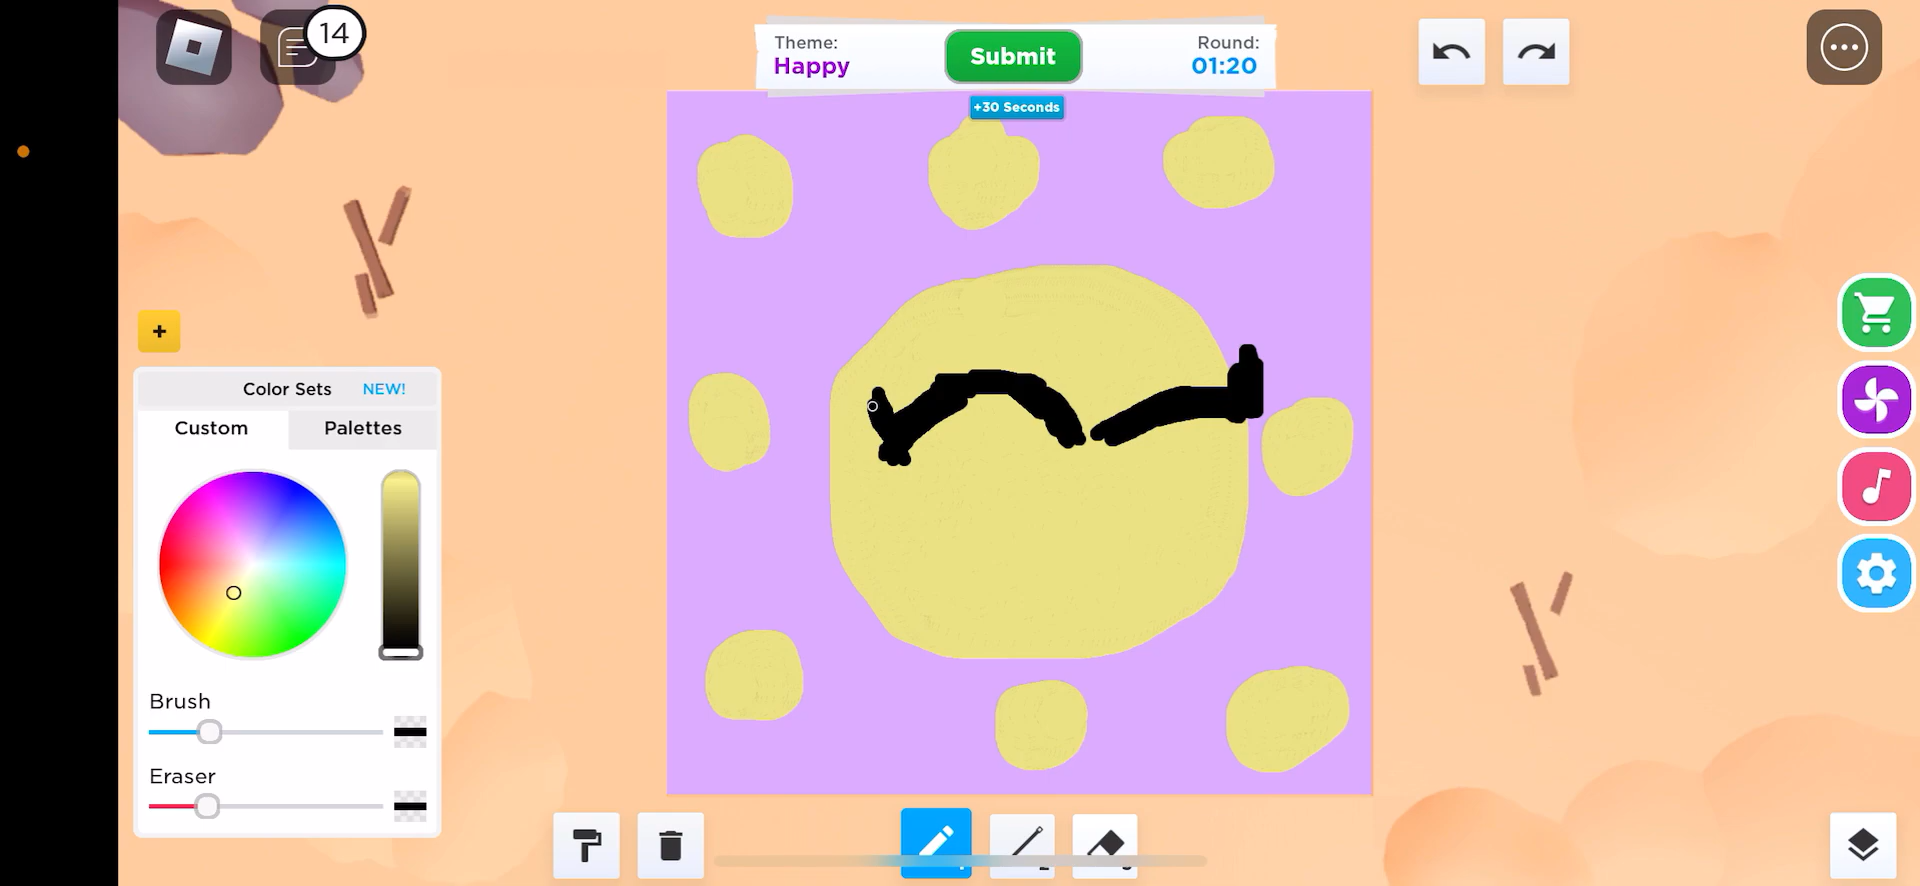 14
Theme:
Happy
Submit
Round:
01:20
+30 Seconds
+
Color Sets NEW!
Custom Palettes
Brush
Eraser